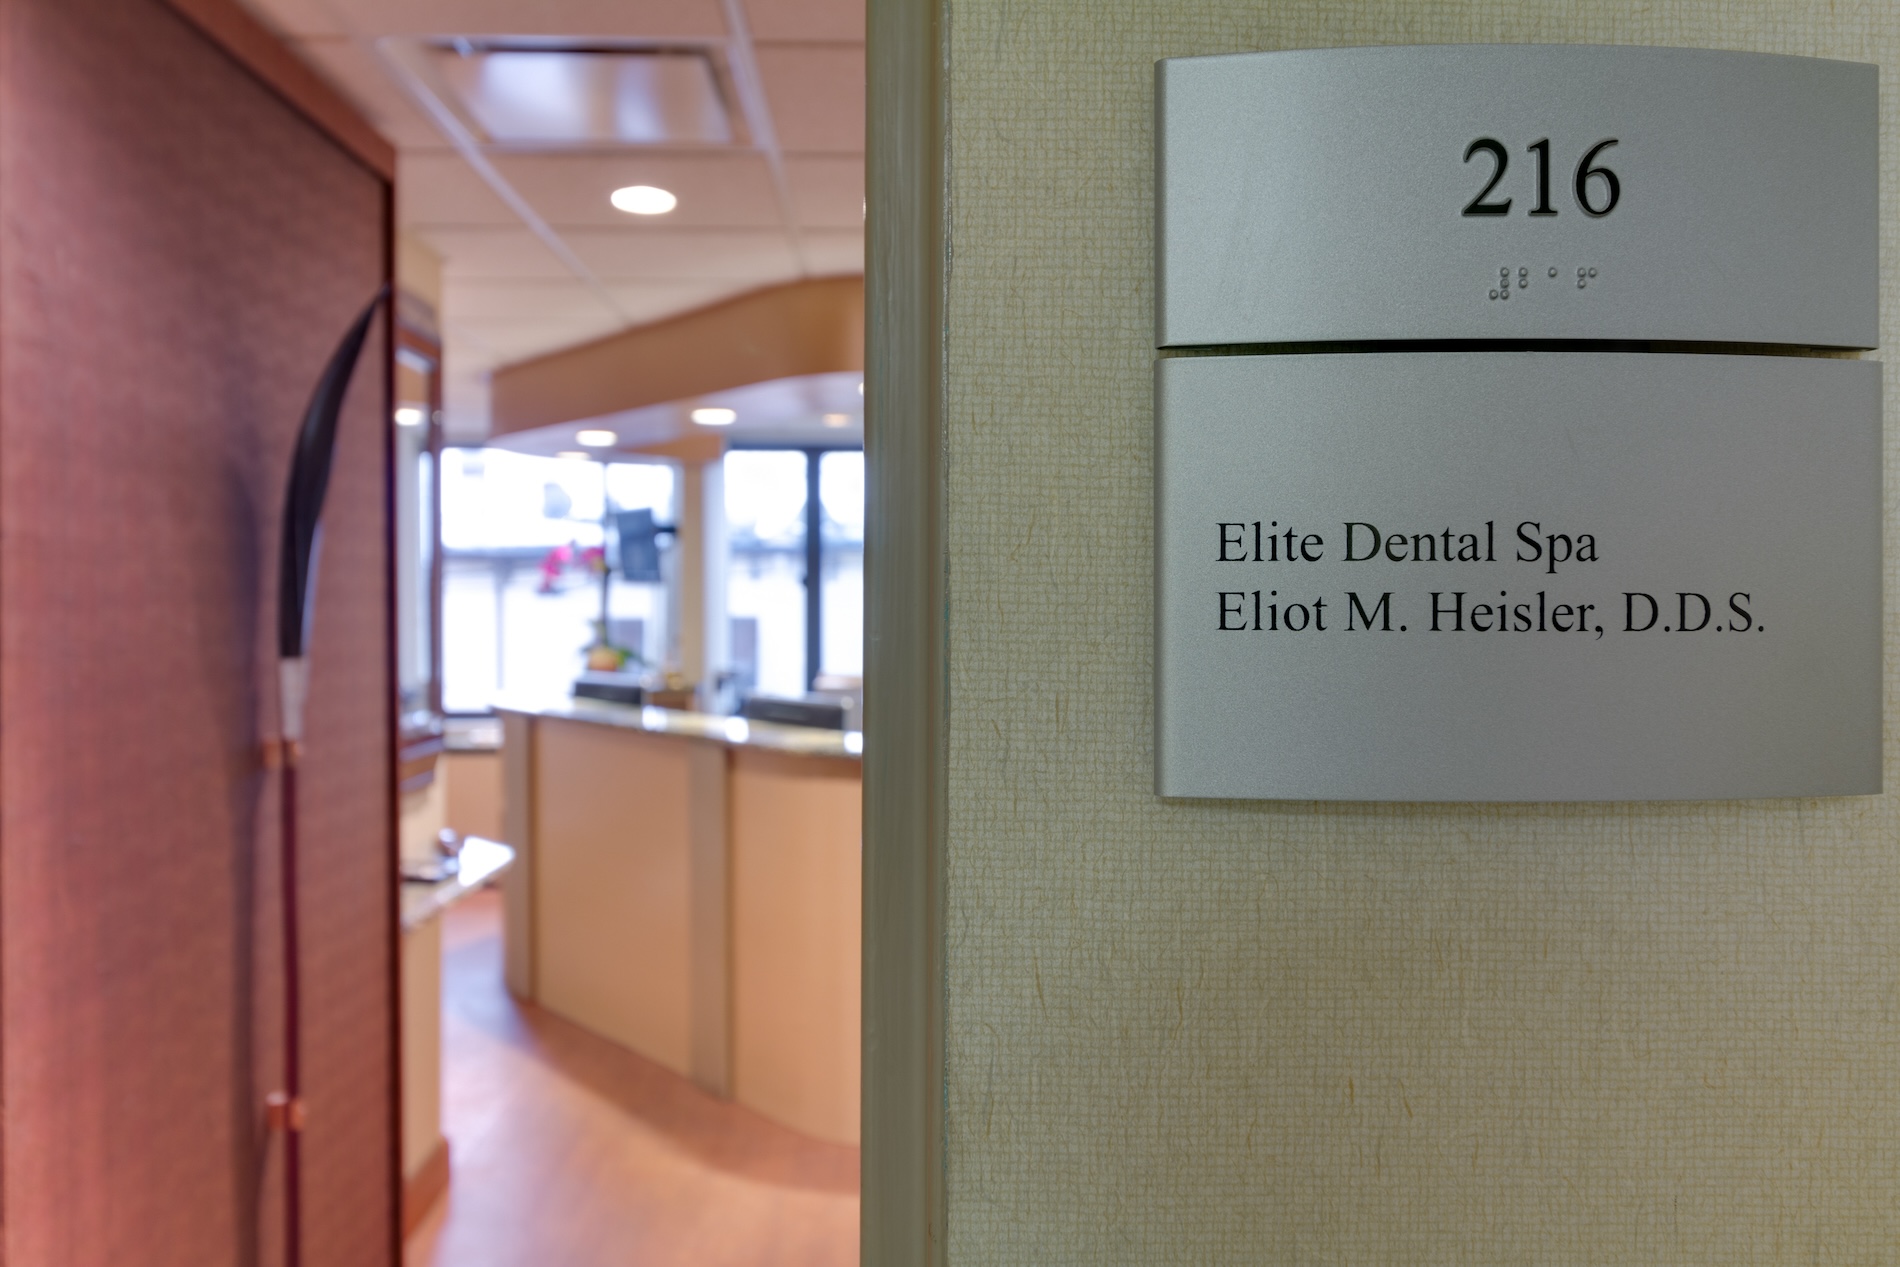 216
⠼⠃⠁⠋
Elite Dental Spa
Eliot M. Heisler, D.D.S.